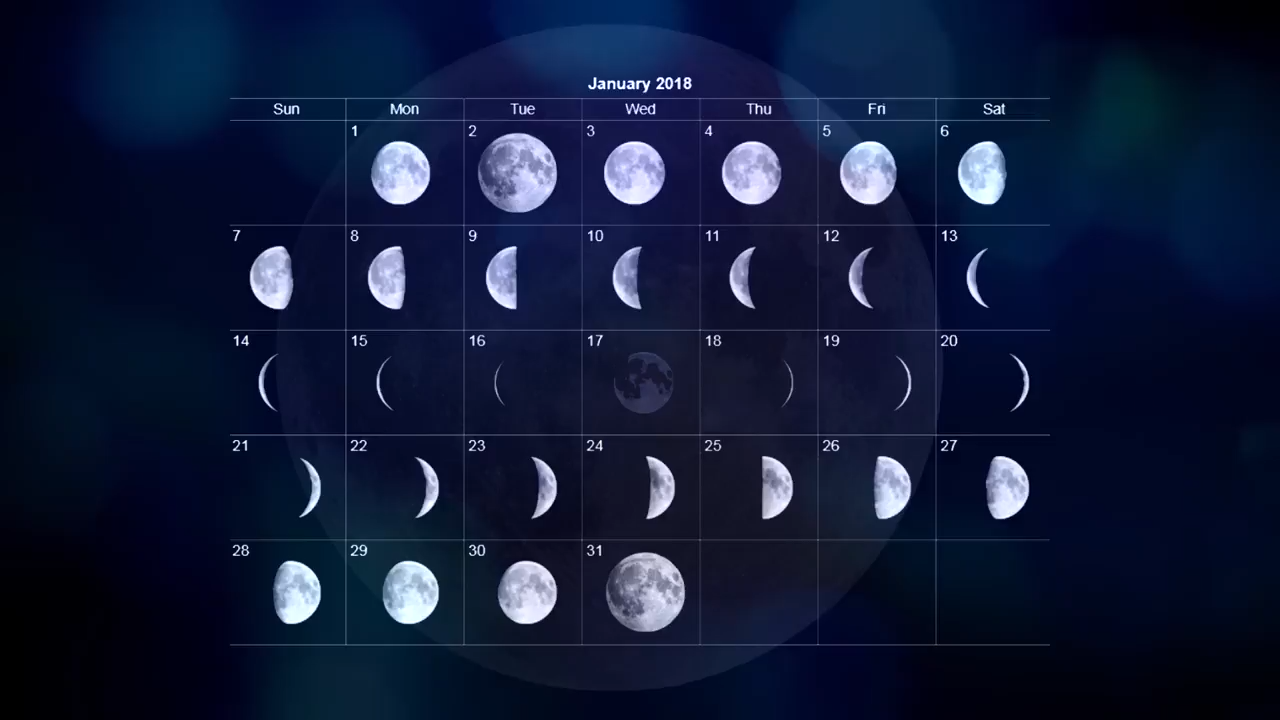 January 2018
Sun Mon Tue Wed Thu Fri Sat
1 2 3 4 5 6
7 8 9 10 11 12 13
14 15 16 17 18 19 20
21 22 23 24 25 26 27
28 29 30 31